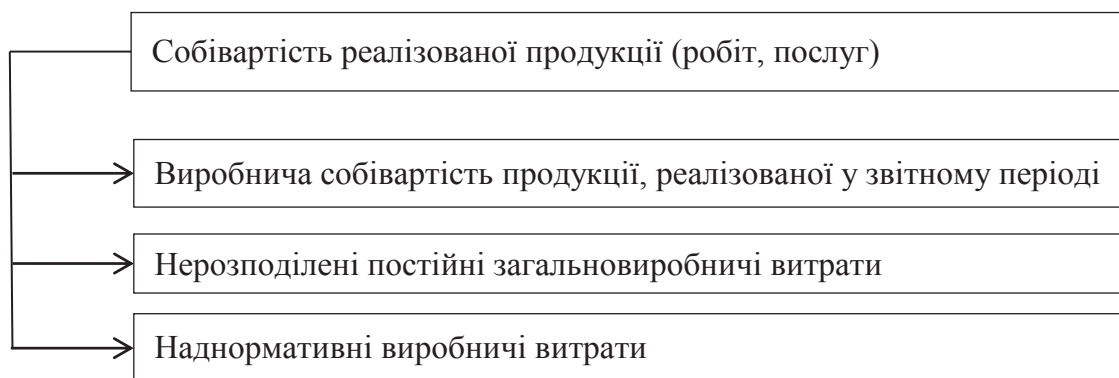 Собівартість реалізованої продукції (робіт, послуг)
Виробнича собівартість продукції, реалізованої у звітному періоді
Нерозподілені постійні загальновиробничі витрати
Наднормативні виробничі витрати